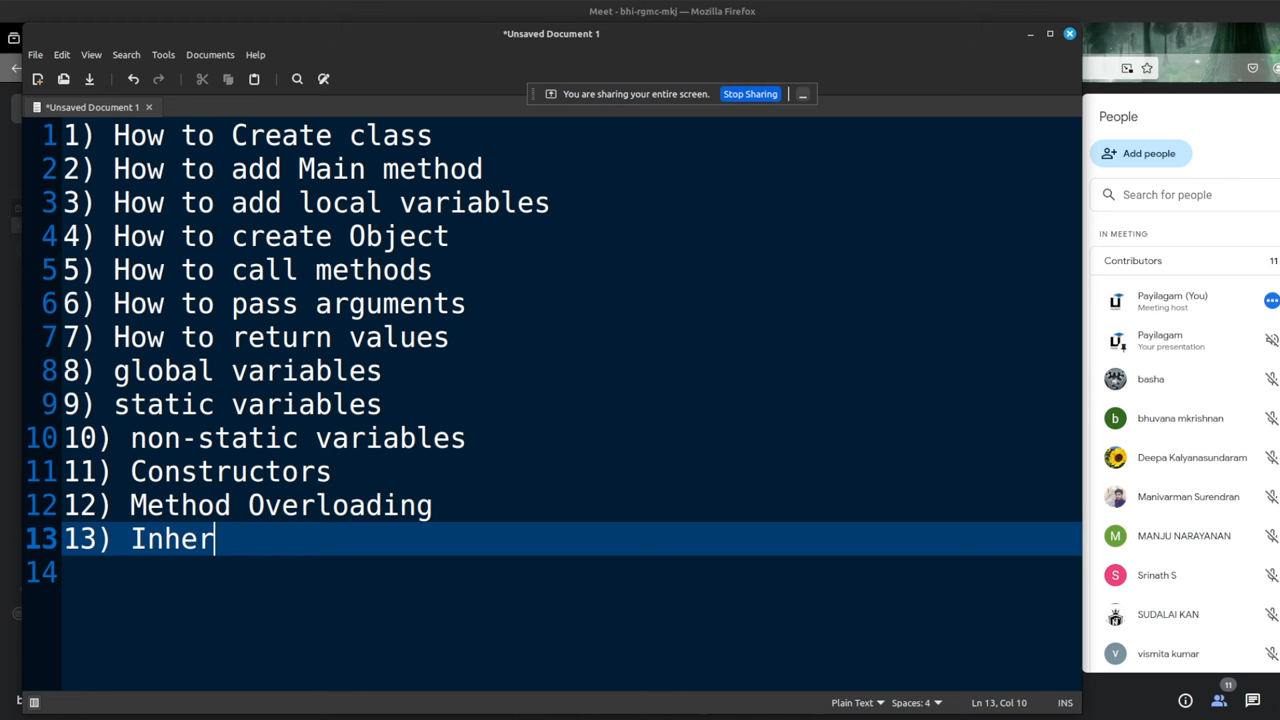 Meet - bhi-rgmc-mkj — Mozilla Firefox
*Unsaved Document 1
File Edit View Search Tools Documents Help
You are sharing your entire screen. Stop Sharing
*Unsaved Document 1
1 1) How to Create class
2 2) How to add Main method
3 3) How to add local variables
4 4) How to create Object
5 5) How to call methods
6 6) How to pass arguments
7 7) How to return values
8 8) global variables
9 9) static variables
10 10) non-static variables
11 11) Constructors
12 12) Method Overloading
13 13) Inher
14
Plain Text Spaces: 4 Ln 13, Col 10 INS
People
Add people
Search for people
IN MEETING
Contributors 11
Payilagam (You)
Meeting host
Payilagam
Your presentation
basha
b bhuvana mkrishnan
Deepa Kalyanasundaram
Manivarman Surendran
M MANJU NARAYANAN
S Srinath S
SUDALAI KAN
v vismita kumar
11